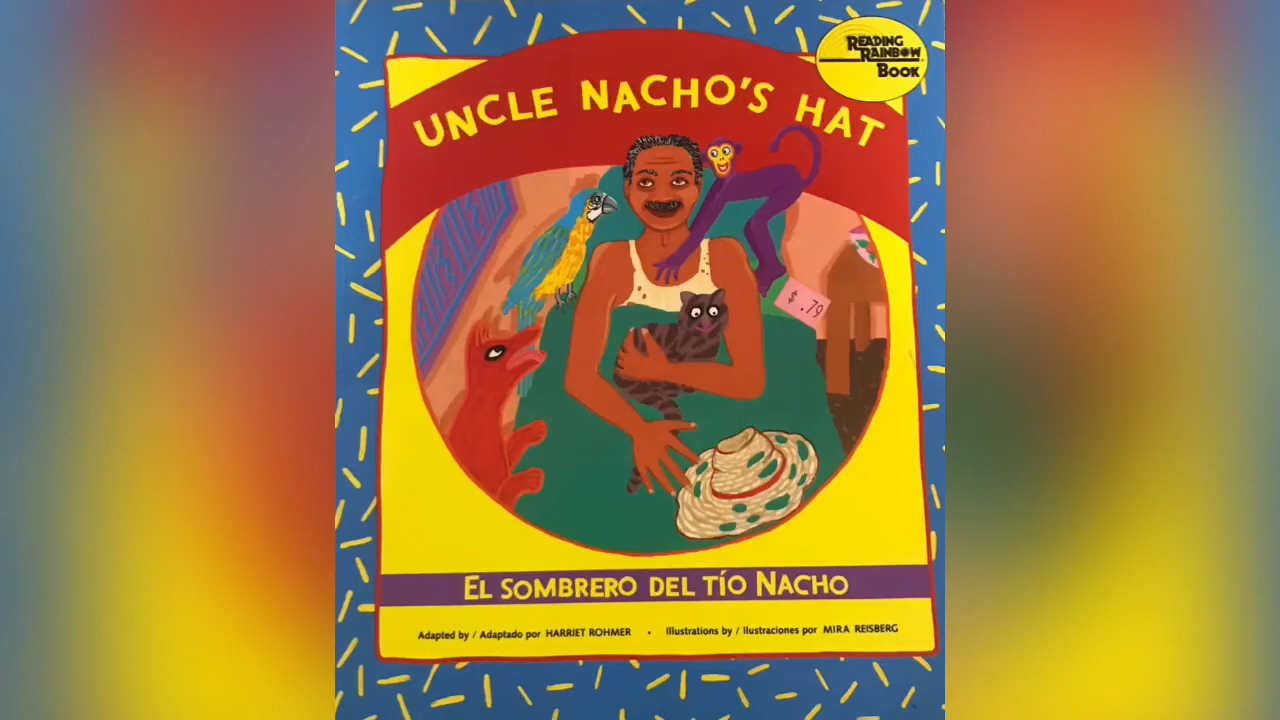 READING
RAINBOW
BOOK
UNCLE NACHO'S HAT
$.79
EL SOMBRERO DEL TÍO NACHO
Adapted by / Adaptado por HARRIET ROHMER • Illustrations by / Ilustraciones por MIRA REISBERG